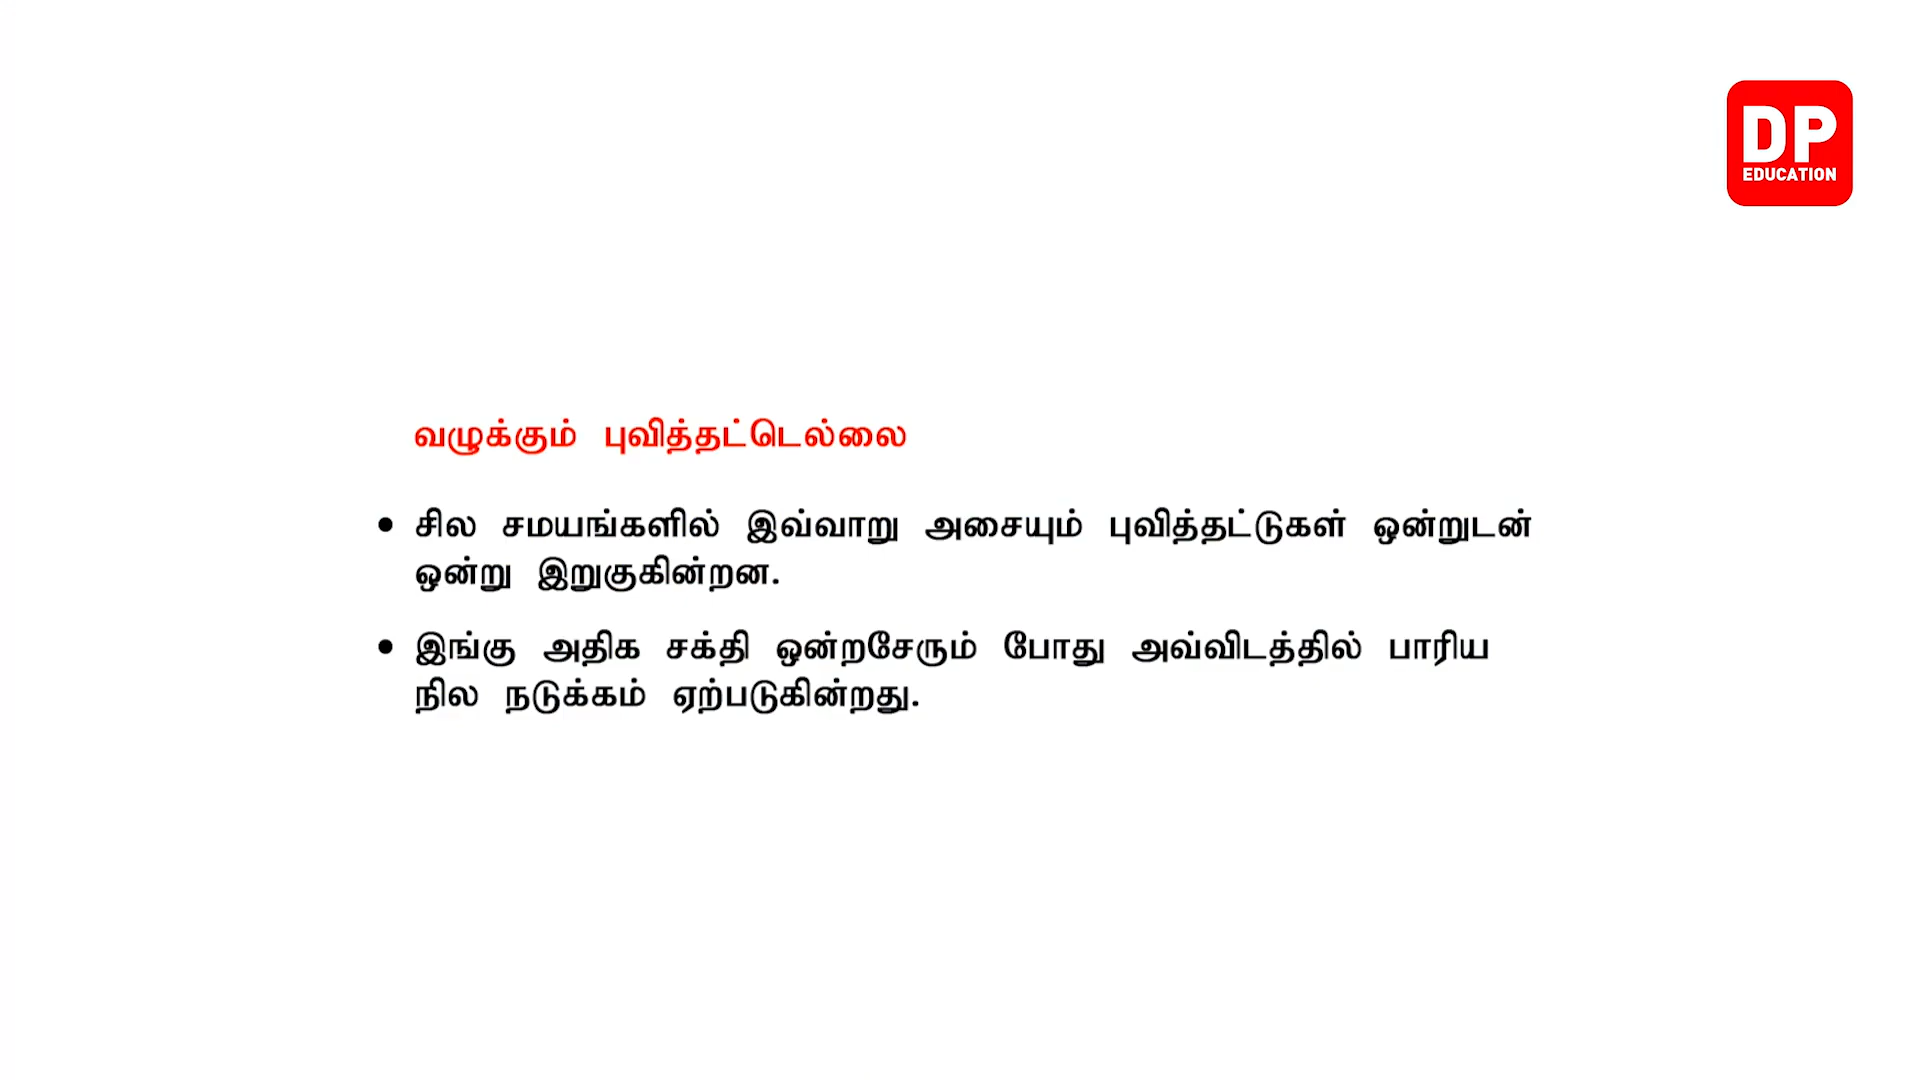 DP
EDUCATION
வழுக்கும் புவித்தட்டெல்லை
• சில சமயங்களில் இவ்வாறு அசையும் புவித்தட்டுகள் ஒன்றுடன்
ஒன்று இறுகுகின்றன.
• இங்கு அதிக சக்தி ஒன்றசேரும் போது அவ்விடத்தில் பாரிய
நில நடுக்கம் ஏற்படுகின்றது.